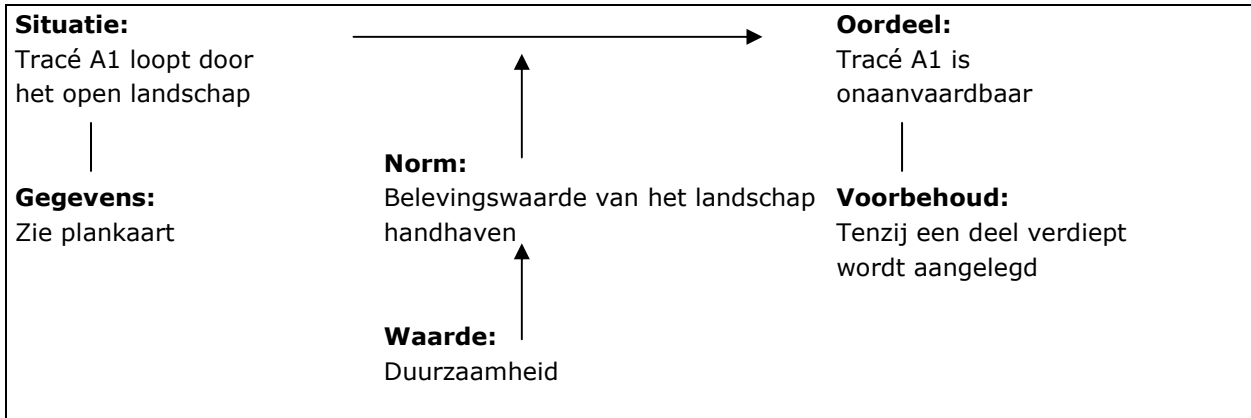 Situatie:
Tracé A1 loopt door
het open landschap
Oordeel:
Tracé A1 is
onaanvaardbaar
Gegevens:
Zie plankaart
Norm:
Belevingswaarde van het landschap
handhaven
Voorbehoud:
Tenzij een deel verdiept
wordt aangelegd
Waarde:
Duurzaamheid